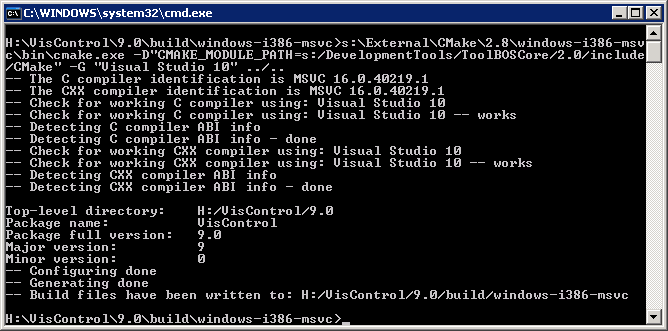 C:\WINDOWS\system32\cmd.exe
H:\VisControl\9.0\build\windows-i386-msvc>s:\External\CMake\2.8\windows-i386-msv
c\bin\cmake.exe -D"CMAKE_MODULE_PATH=s:/DevelopmentTools/ToolBOSCore/2.0/include
/CMake" -G "Visual Studio 10" ../..
-- The C compiler identification is MSVC 16.0.40219.1
-- The CXX compiler identification is MSVC 16.0.40219.1
-- Check for working C compiler using: Visual Studio 10
-- Check for working C compiler using: Visual Studio 10 -- works
-- Detecting C compiler ABI info
-- Detecting C compiler ABI info - done
-- Check for working CXX compiler using: Visual Studio 10
-- Check for working CXX compiler using: Visual Studio 10 -- works
-- Detecting CXX compiler ABI info
-- Detecting CXX compiler ABI info - done
Top-level directory: H:/VisControl/9.0
Package name: VisControl
Package full version: 9.0
Major version: 9
Minor version: 0
-- Configuring done
-- Generating done
-- Build files have been written to: H:/VisControl/9.0/build/windows-i386-msvc
H:\VisControl\9.0\build\windows-i386-msvc>_